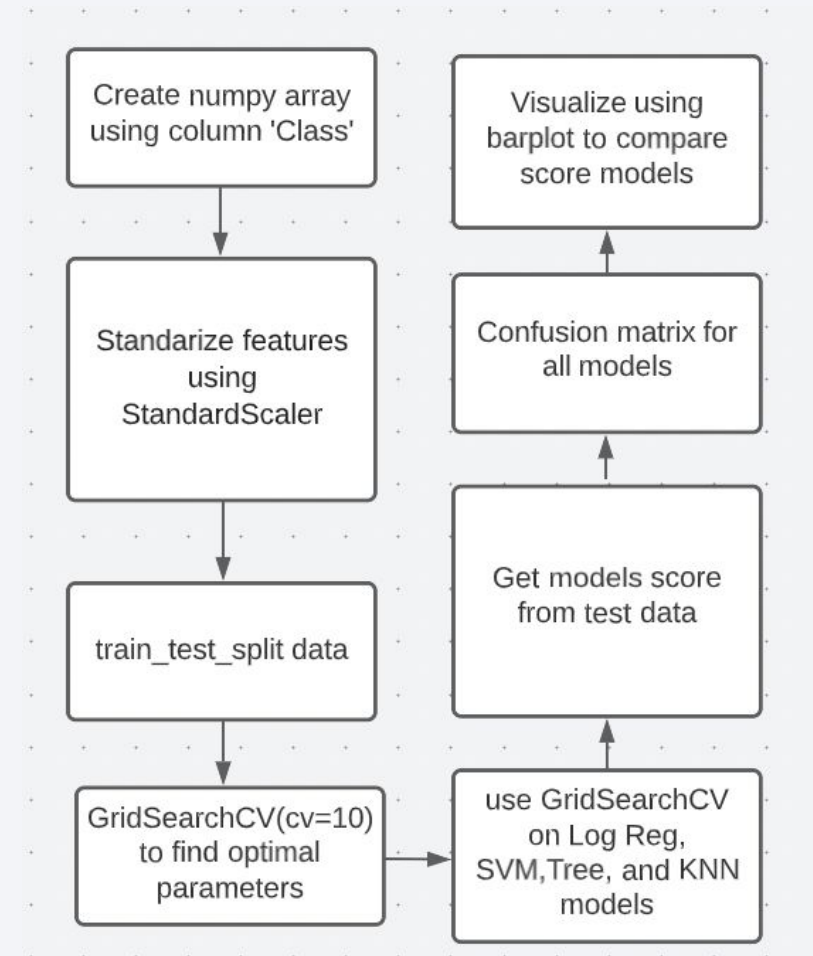 Create numpy array
using column 'Class'
Standarize features
using
StandardScaler
train_test_split data
GridSearchCV(cv=10)
to find optimal
parameters
use GridSearchCV
on Log Reg,
SVM,Tree, and KNN
models
Get models score
from test data
Confusion matrix for
all models
Visualize using
barplot to compare
score models